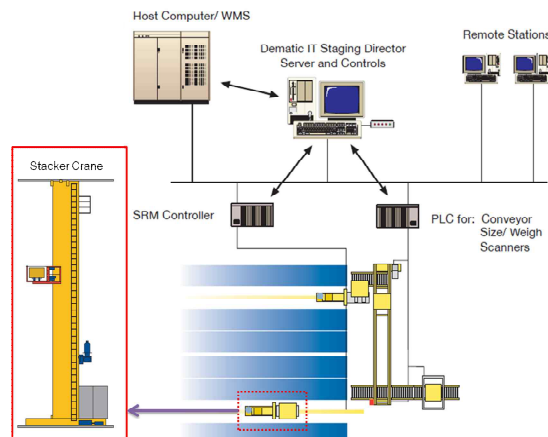 Host Computer/ WMS
Dematic IT Staging Director
Server and Controls
Remote Stations
Stacker Crane
SRM Controller
PLC for: Conveyor
Size/ Weigh
Scanners